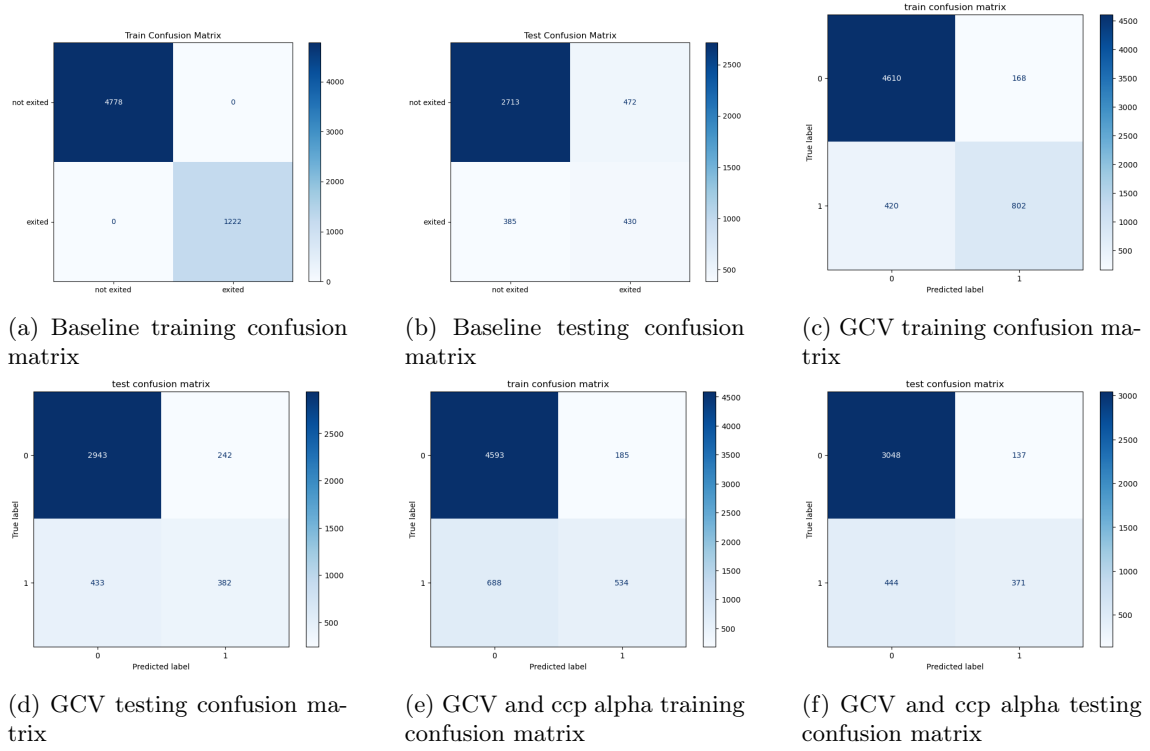 Train Confusion Matrix
not exited
exited
4778
0
0
1222
4000
3000
2000
1000
0
not exited
exited
(a) Baseline training confusion
matrix
Test Confusion Matrix
not exited
exited
2713
472
385
430
2500
2000
1500
1000
500
not exited
exited
(b) Baseline testing confusion
matrix
train confusion matrix
True label
0
1
4610
168
420
802
4500
4000
3500
3000
2500
2000
1500
1000
500
0
1
Predicted label
(c) GCV training confusion ma-
trix
test confusion matrix
True label
0
1
2943
242
433
382
2500
2000
1500
1000
500
0
1
Predicted label
(d) GCV testing confusion ma-
trix
train confusion matrix
True label
0
1
4593
185
688
534
4500
4000
3500
3000
2500
2000
1500
1000
500
0
1
Predicted label
(e) GCV and ccp alpha training
confusion matrix
test confusion matrix
True label
0
1
3048
137
444
371
3000
2500
2000
1500
1000
500
0
1
Predicted label
(f) GCV and ccp alpha testing
confusion matrix